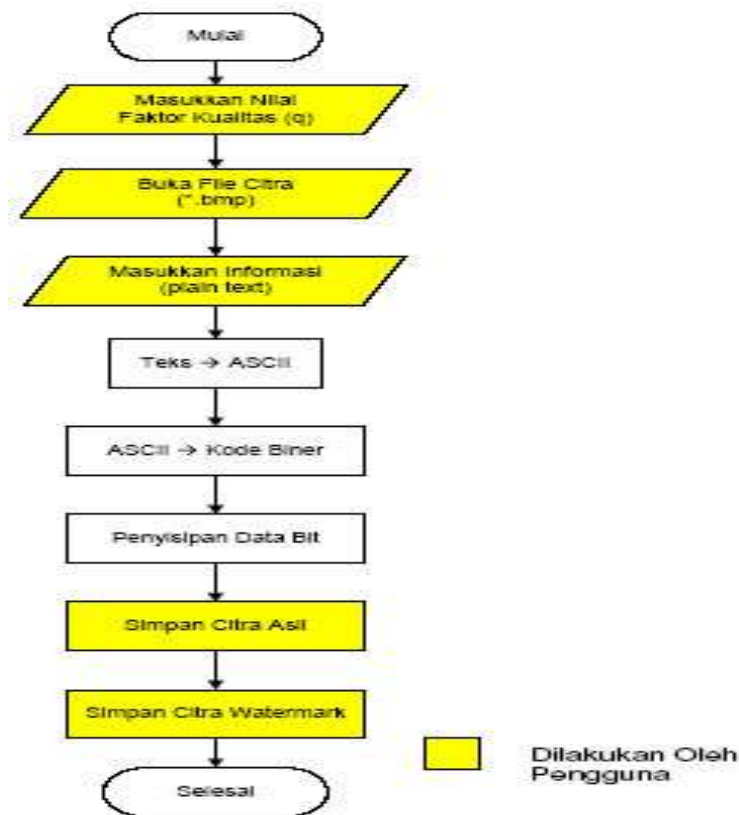 Mulai
Masukkan Nilai
Faktor Kualitas (q)
Buka File Citra
(*.bmp)
Masukkan Informasi
(plain text)
Teks → ASCII
ASCII → Kode Biner
Penyisipan Data Bit
Simpan Citra Asli
Simpan Citra Watermark
Selesai
Dilakukan Oleh
Pengguna